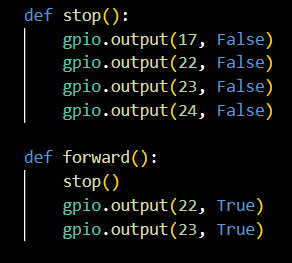 def stop():
    gpio.output(17, False)
    gpio.output(22, False)
    gpio.output(23, False)
    gpio.output(24, False)

def forward():
    stop()
    gpio.output(22, True)
    gpio.output(23, True)